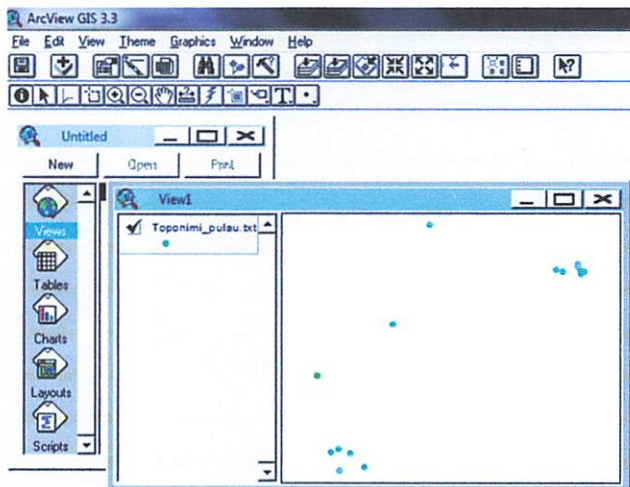 ArcView GIS 3.3
File Edit View Theme Graphics Window Help
Untitled
New Open Print
Views
Tables
Charts
Layouts
Scripts
View1
Toponimi_pulau.txt